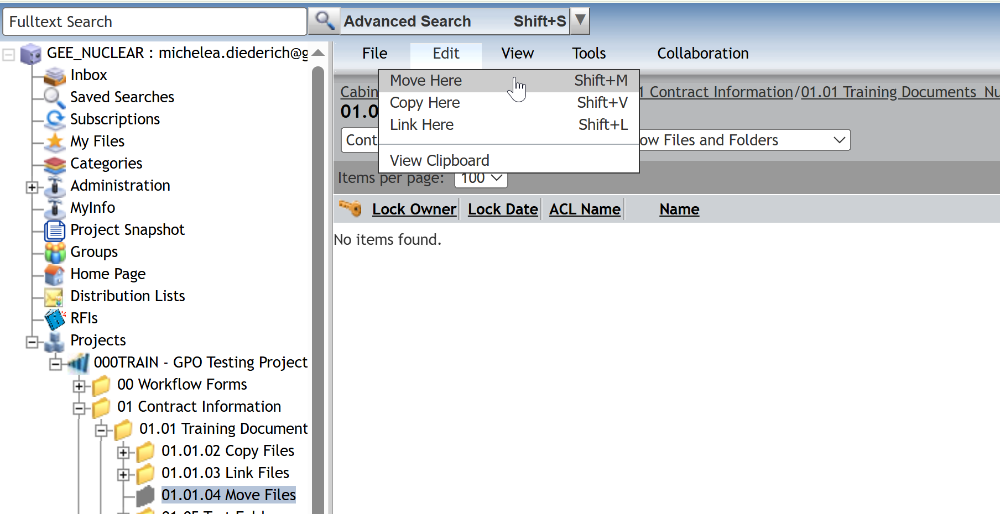 Fulltext Search
Advanced Search Shift+S
GEE_NUCLEAR : michelea.diederich@g
Inbox
Saved Searches
Subscriptions
My Files
Categories
Administration
MyInfo
Project Snapshot
Groups
Home Page
Distribution Lists
RFIs
Projects
000TRAIN - GPO Testing Project
00 Workflow Forms
01 Contract Information
01.01 Training Document
01.01.02 Copy Files
01.01.03 Link Files
01.01.04 Move Files
File Edit View Tools Collaboration
Move Here Shift+M
Copy Here Shift+V
Link Here Shift+L
View Clipboard
Cabin 1 Contract Information/01.01 Training Documents_Nu
01.0
Cont ow Files and Folders
Items per page: 100
Lock Owner Lock Date ACL Name Name
No items found.